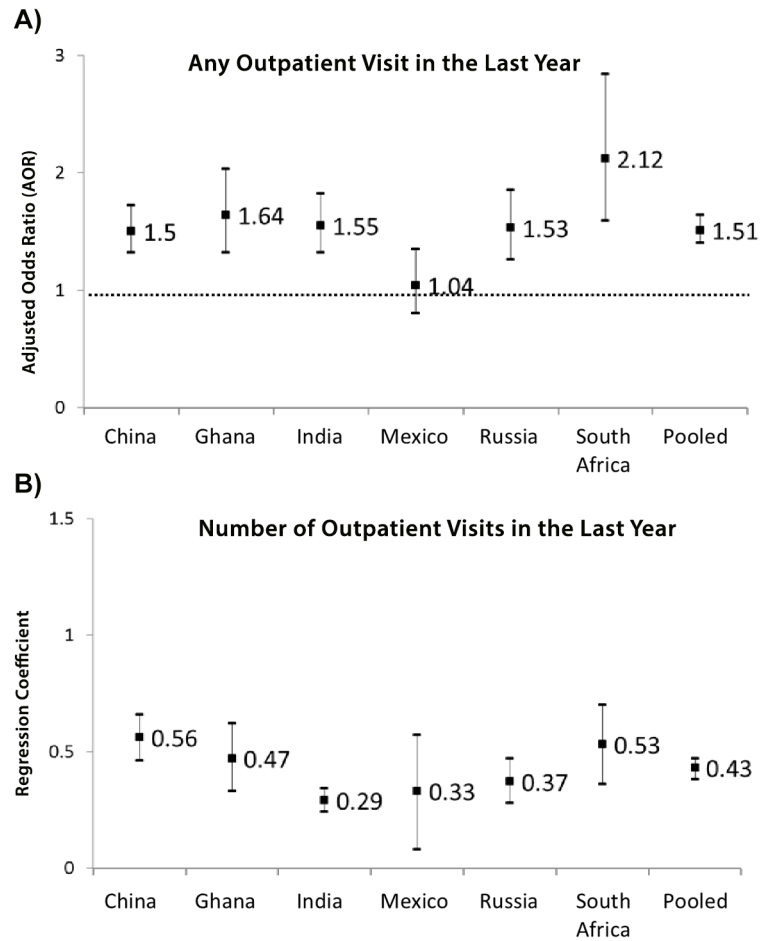 A)
Any Outpatient Visit in the Last Year
Adjusted Odds Ratio (AOR)
3
2
1
0
1.5
1.64
1.55
1.04
1.53
2.12
1.51
China Ghana India Mexico Russia South Africa Pooled
B)
Number of Outpatient Visits in the Last Year
Regression Coefficient
1.5
1
0.5
0
0.56
0.47
0.29
0.33
0.37
0.53
0.43
China Ghana India Mexico Russia South Africa Pooled